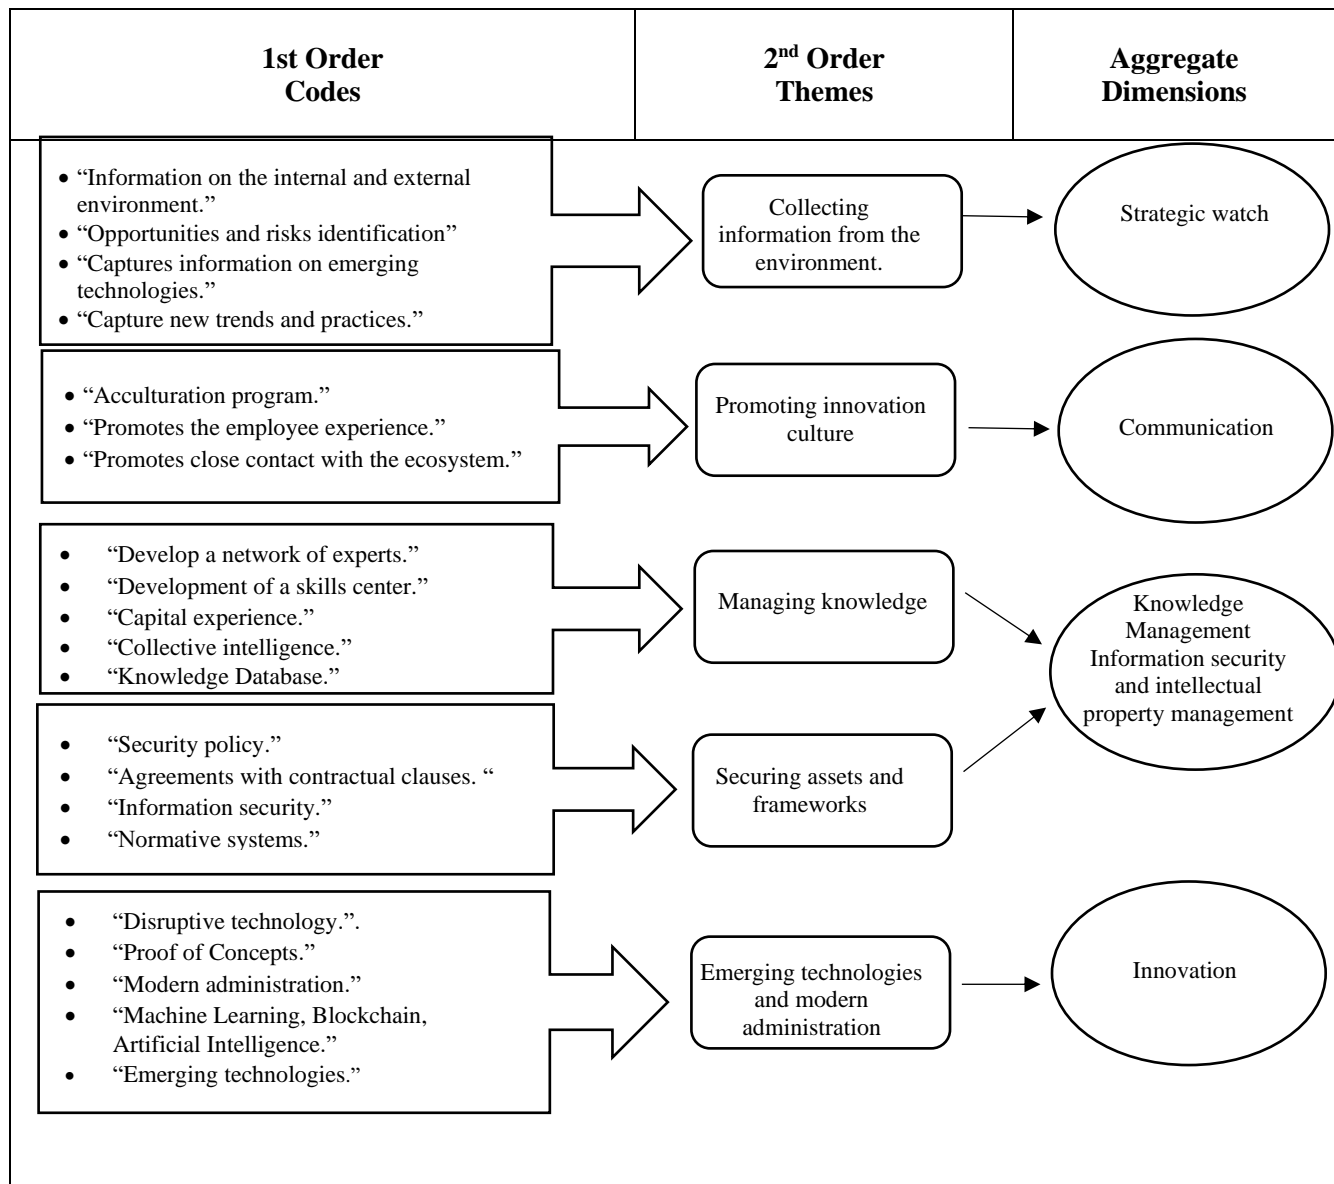 1st Order
Codes
2nd Order
Themes
Aggregate
Dimensions
• “Information on the internal and external
environment.”
• “Opportunities and risks identification”
• “Captures information on emerging
technologies.”
• “Capture new trends and practices.”
Collecting
information from the
environment.
Strategic watch
• “Acculturation program.”
• “Promotes the employee experience.”
• “Promotes close contact with the ecosystem.”
Promoting innovation
culture
Communication
• “Develop a network of experts.”
• “Development of a skills center.”
• “Capital experience.”
• “Collective intelligence.”
• “Knowledge Database.”
Managing knowledge
Knowledge
Management
Information security
and intellectual
property management
• “Security policy.”
• “Agreements with contractual clauses. “
• “Information security.”
• “Normative systems.”
Securing assets and
frameworks
• “Disruptive technology.”.
• “Proof of Concepts.”
• “Modern administration.”
• “Machine Learning, Blockchain,
Artificial Intelligence.”
• “Emerging technologies.”
Emerging technologies
and modern
administration
Innovation